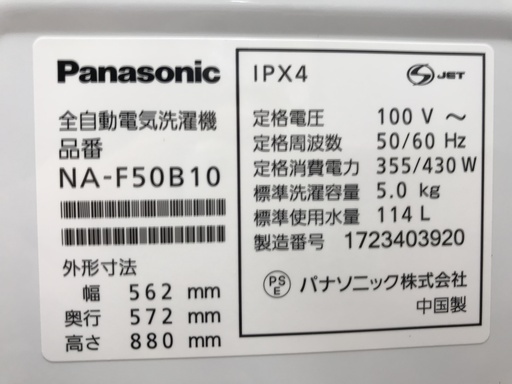 Panasonic
全自動電気洗濯機
品番
NA-F50B10
外形寸法
幅 562 mm
奥行 572 mm
高さ 880 mm
IPX4
S JET
定格電圧 100 V ～
定格周波数 50/60 Hz
定格消費電力 355/430 W
標準洗濯容量 5.0 kg
標準使用水量 114 L
製造番号 1723403920
PS E パナソニック株式会社
中国製